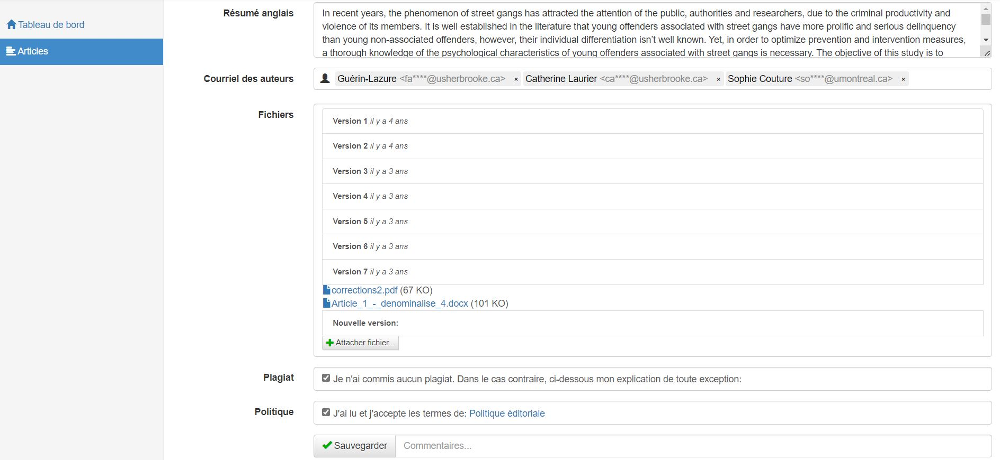 Tableau de bord
Articles
Résumé anglais
In recent years, the phenomenon of street gangs has attracted the attention of the public, authorities and researchers, due to the criminal productivity and
violence of its members. It is well established in the literature that young offenders associated with street gangs have more prolific and serious delinquency
than young non-associated offenders, however, their individual differentiation isn't well known. Yet, in order to optimize prevention and intervention measures,
a thorough knowledge of the psychological characteristics of young offenders associated with street gangs is necessary. The objective of this study is to
Courriel des auteurs
Guérin-Lazure <fa****@usherbrooke.ca> × Catherine Laurier <ca****@usherbrooke.ca> × Sophie Couture <so****@umontreal.ca> ×
Fichiers
Version 1 il y a 4 ans
Version 2 il y a 4 ans
Version 3 il y a 3 ans
Version 4 il y a 3 ans
Version 5 il y a 3 ans
Version 6 il y a 3 ans
Version 7 il y a 3 ans
corrections2.pdf (67 KO)
Article_1_-_denominalise_4.docx (101 KO)
Nouvelle version:
Attacher fichier...
Plagiat
Je n'ai commis aucun plagiat. Dans le cas contraire, ci-dessous mon explication de toute exception:
Politique
J'ai lu et j'accepte les termes de: Politique éditoriale
Sauvegarder
Commentaires...